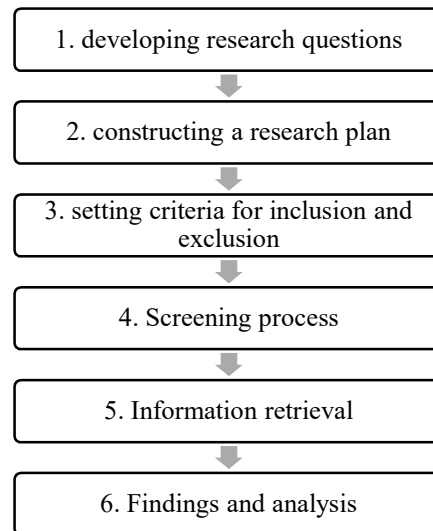 1. developing research questions
2. constructing a research plan
3. setting criteria for inclusion and
exclusion
4. Screening process
5. Information retrieval
6. Findings and analysis